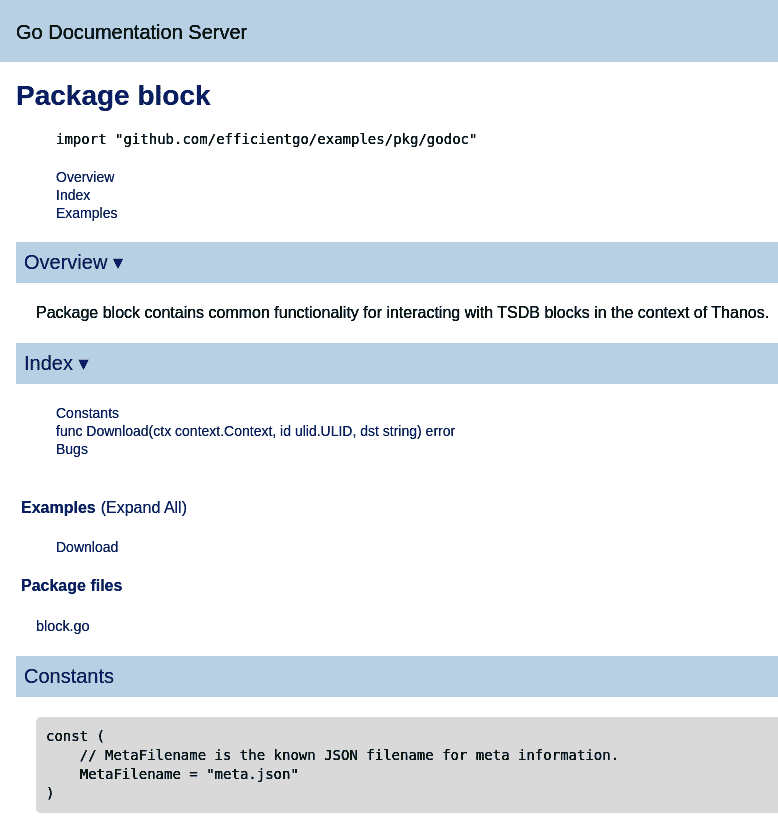 Go Documentation Server
Package block
import "github.com/efficientgo/examples/pkg/godoc"
Overview
Index
Examples
Overview ▾
Package block contains common functionality for interacting with TSDB blocks in the context of Thanos.
Index ▾
Constants
func Download(ctx context.Context, id ulid.ULID, dst string) error
Bugs
Examples (Expand All)
Download
Package files
block.go
Constants
const (
    // MetaFilename is the known JSON filename for meta information.
    MetaFilename = "meta.json"
)